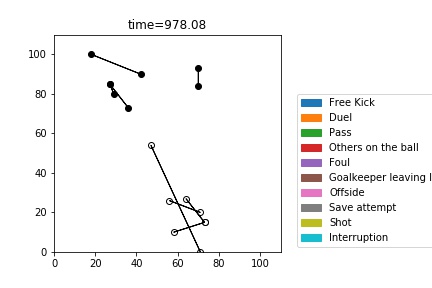 time=978.08
100
80
60
40
20
0
0 20 40 60 80 100
Free Kick
Duel
Pass
Others on the ball
Foul
Goalkeeper leaving l
Offside
Save attempt
Shot
Interruption